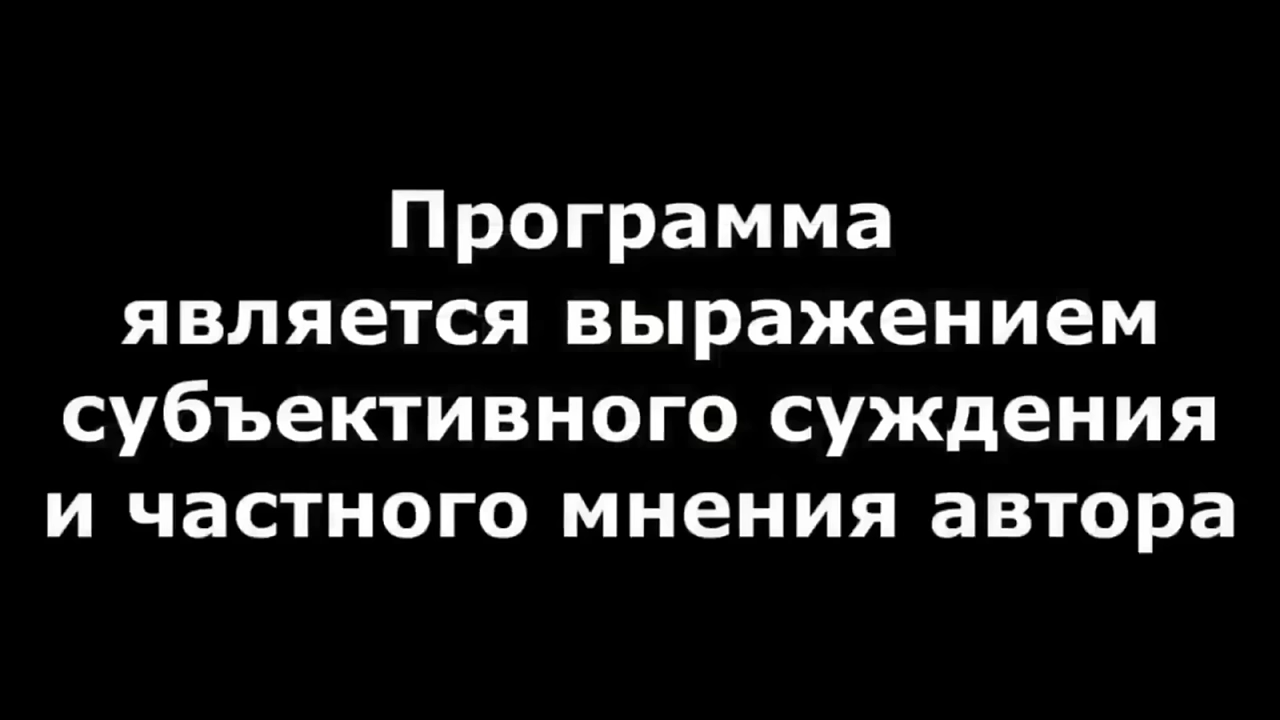 Программа
является выражением
субъективного суждения
и частного мнения автора